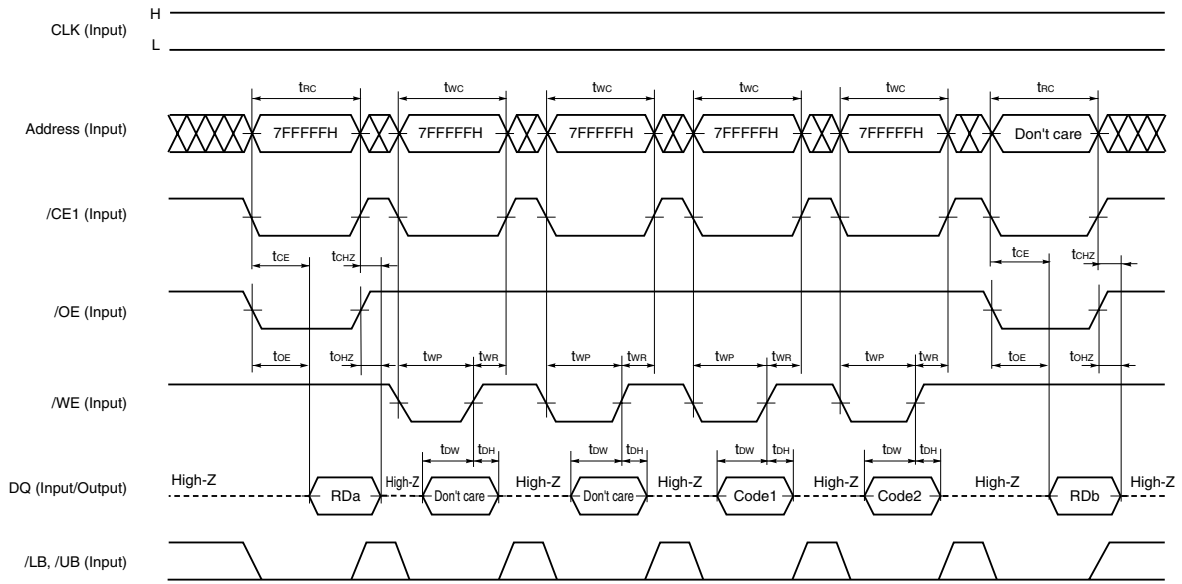 H
CLK (Input)
L
tRC tWC tWC tWC tWC tRC
Address (Input) 7FFFFFH 7FFFFFH 7FFFFFH 7FFFFFH 7FFFFFH Don't care
/CE1 (Input)
tCE tCHZ tCE tCHZ
/OE (Input)
tOE tOHZ tWP tWR tWP tWR tWP tWR tWP tWR tOE tOHZ
/WE (Input)
tDW tDH tDW tDH tDW tDH tDW tDH
DQ (Input/Output) High-Z RDa High-Z Don't care High-Z Don't care High-Z Code1 High-Z Code2 High-Z RDb High-Z
/LB, /UB (Input)